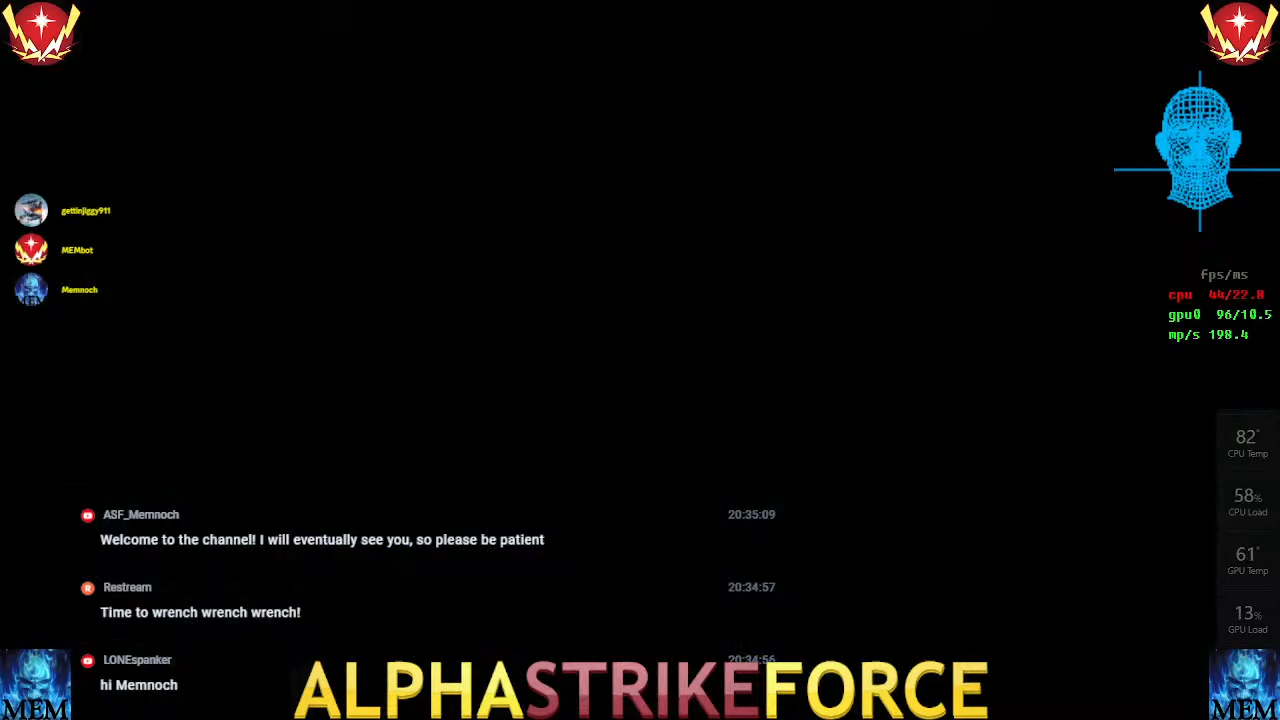 gettinjiggy911
MEMbot
Memnoch
fps/ms
cpu 44/22.8
gpu0 96/10.5
mp/s 198.4
82°
CPU Temp
58%
CPU Load
61°
GPU Temp
13%
GPU Load
ASF_Memnoch 20:35:09
Welcome to the channel! I will eventually see you, so please be patient
R Restream 20:34:57
Time to wrench wrench wrench!
LONEspanker 20:34:56
hi Memnoch
ALPHASTRIKEFORCE
MEM
MEM